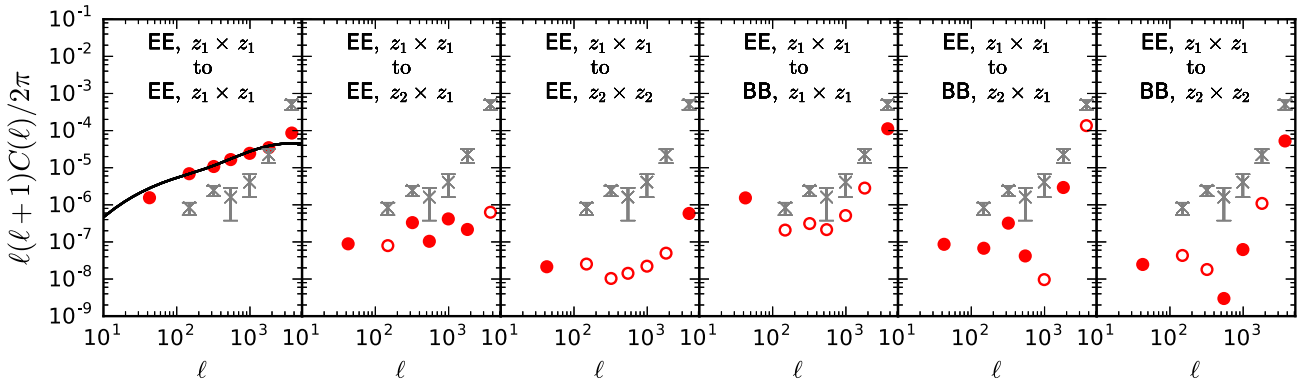 EE, z₁ × z₁ to EE, z₁ × z₁
EE, z₁ × z₁ to EE, z₂ × z₁
EE, z₁ × z₁ to EE, z₂ × z₂
EE, z₁ × z₁ to BB, z₁ × z₁
EE, z₁ × z₁ to BB, z₂ × z₁
EE, z₁ × z₁ to BB, z₂ × z₂
ℓ(ℓ + 1)C(ℓ)/2π
10⁻¹
10⁻²
10⁻³
10⁻⁴
10⁻⁵
10⁻⁶
10⁻⁷
10⁻⁸
10⁻⁹
10¹ 10² 10³ 10¹ 10² 10³ 10¹ 10² 10³ 10¹ 10² 10³ 10¹ 10² 10³ 10¹ 10² 10³
ℓ ℓ ℓ ℓ ℓ ℓ